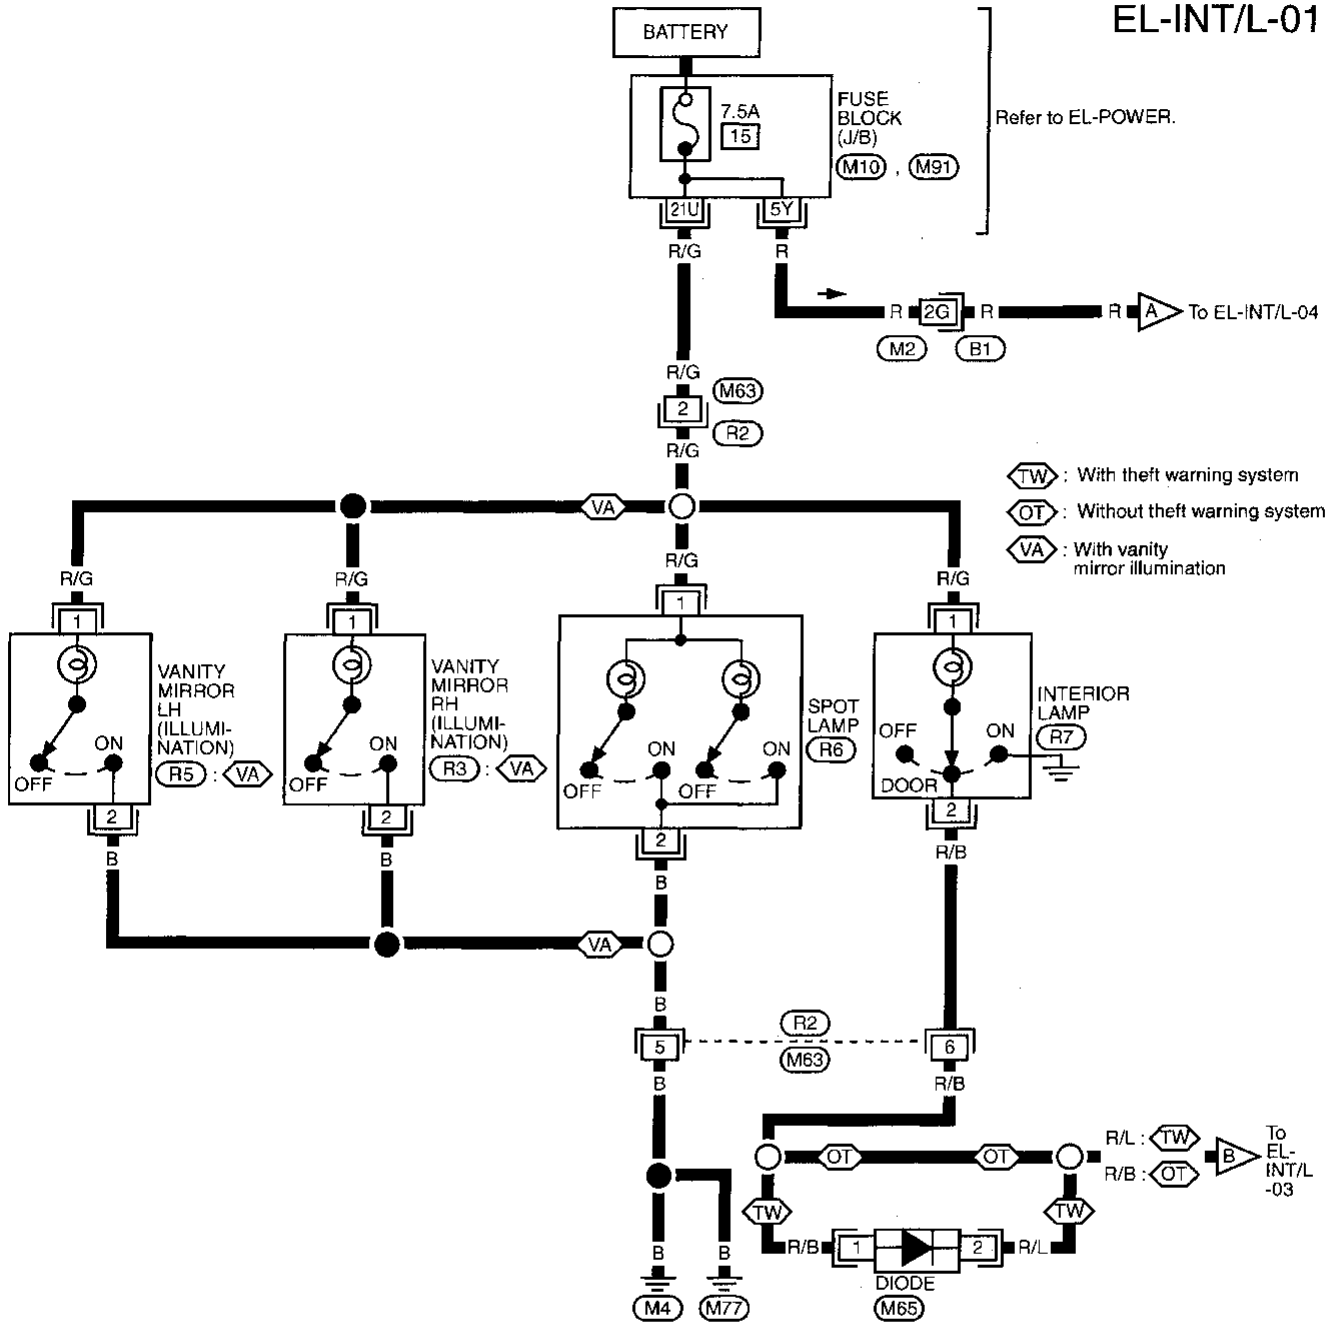 EL-INT/L-01
BATTERY
7.5A
15
FUSE
BLOCK
(J/B)
M10 , M91
Refer to EL-POWER.
21U
5Y
R/G
R
R
2G
R
R
A
To EL-INT/L-04
M2
B1
R/G
M63
2
R2
R/G
TW : With theft warning system
OT : Without theft warning system
VA : With vanity
mirror illumination
VA
R/G
R/G
R/G
R/G
1
1
1
1
VANITY
MIRROR
LH
(ILLUMI-
NATION)
R5 : VA
OFF
ON
2
VANITY
MIRROR
RH
(ILLUMI-
NATION)
R3 : VA
OFF
ON
2
SPOT
LAMP
R6
OFF
ON
OFF
ON
2
INTERIOR
LAMP
R7
OFF
ON
DOOR
2
B
B
B
R/B
VA
B
5
R2
M63
6
B
R/B
OT
OT
R/L : TW
R/B : OT
B
To
EL-
INT/L
-03
TW
TW
R/B
1
2
R/L
DIODE
M65
B
B
M4
M77